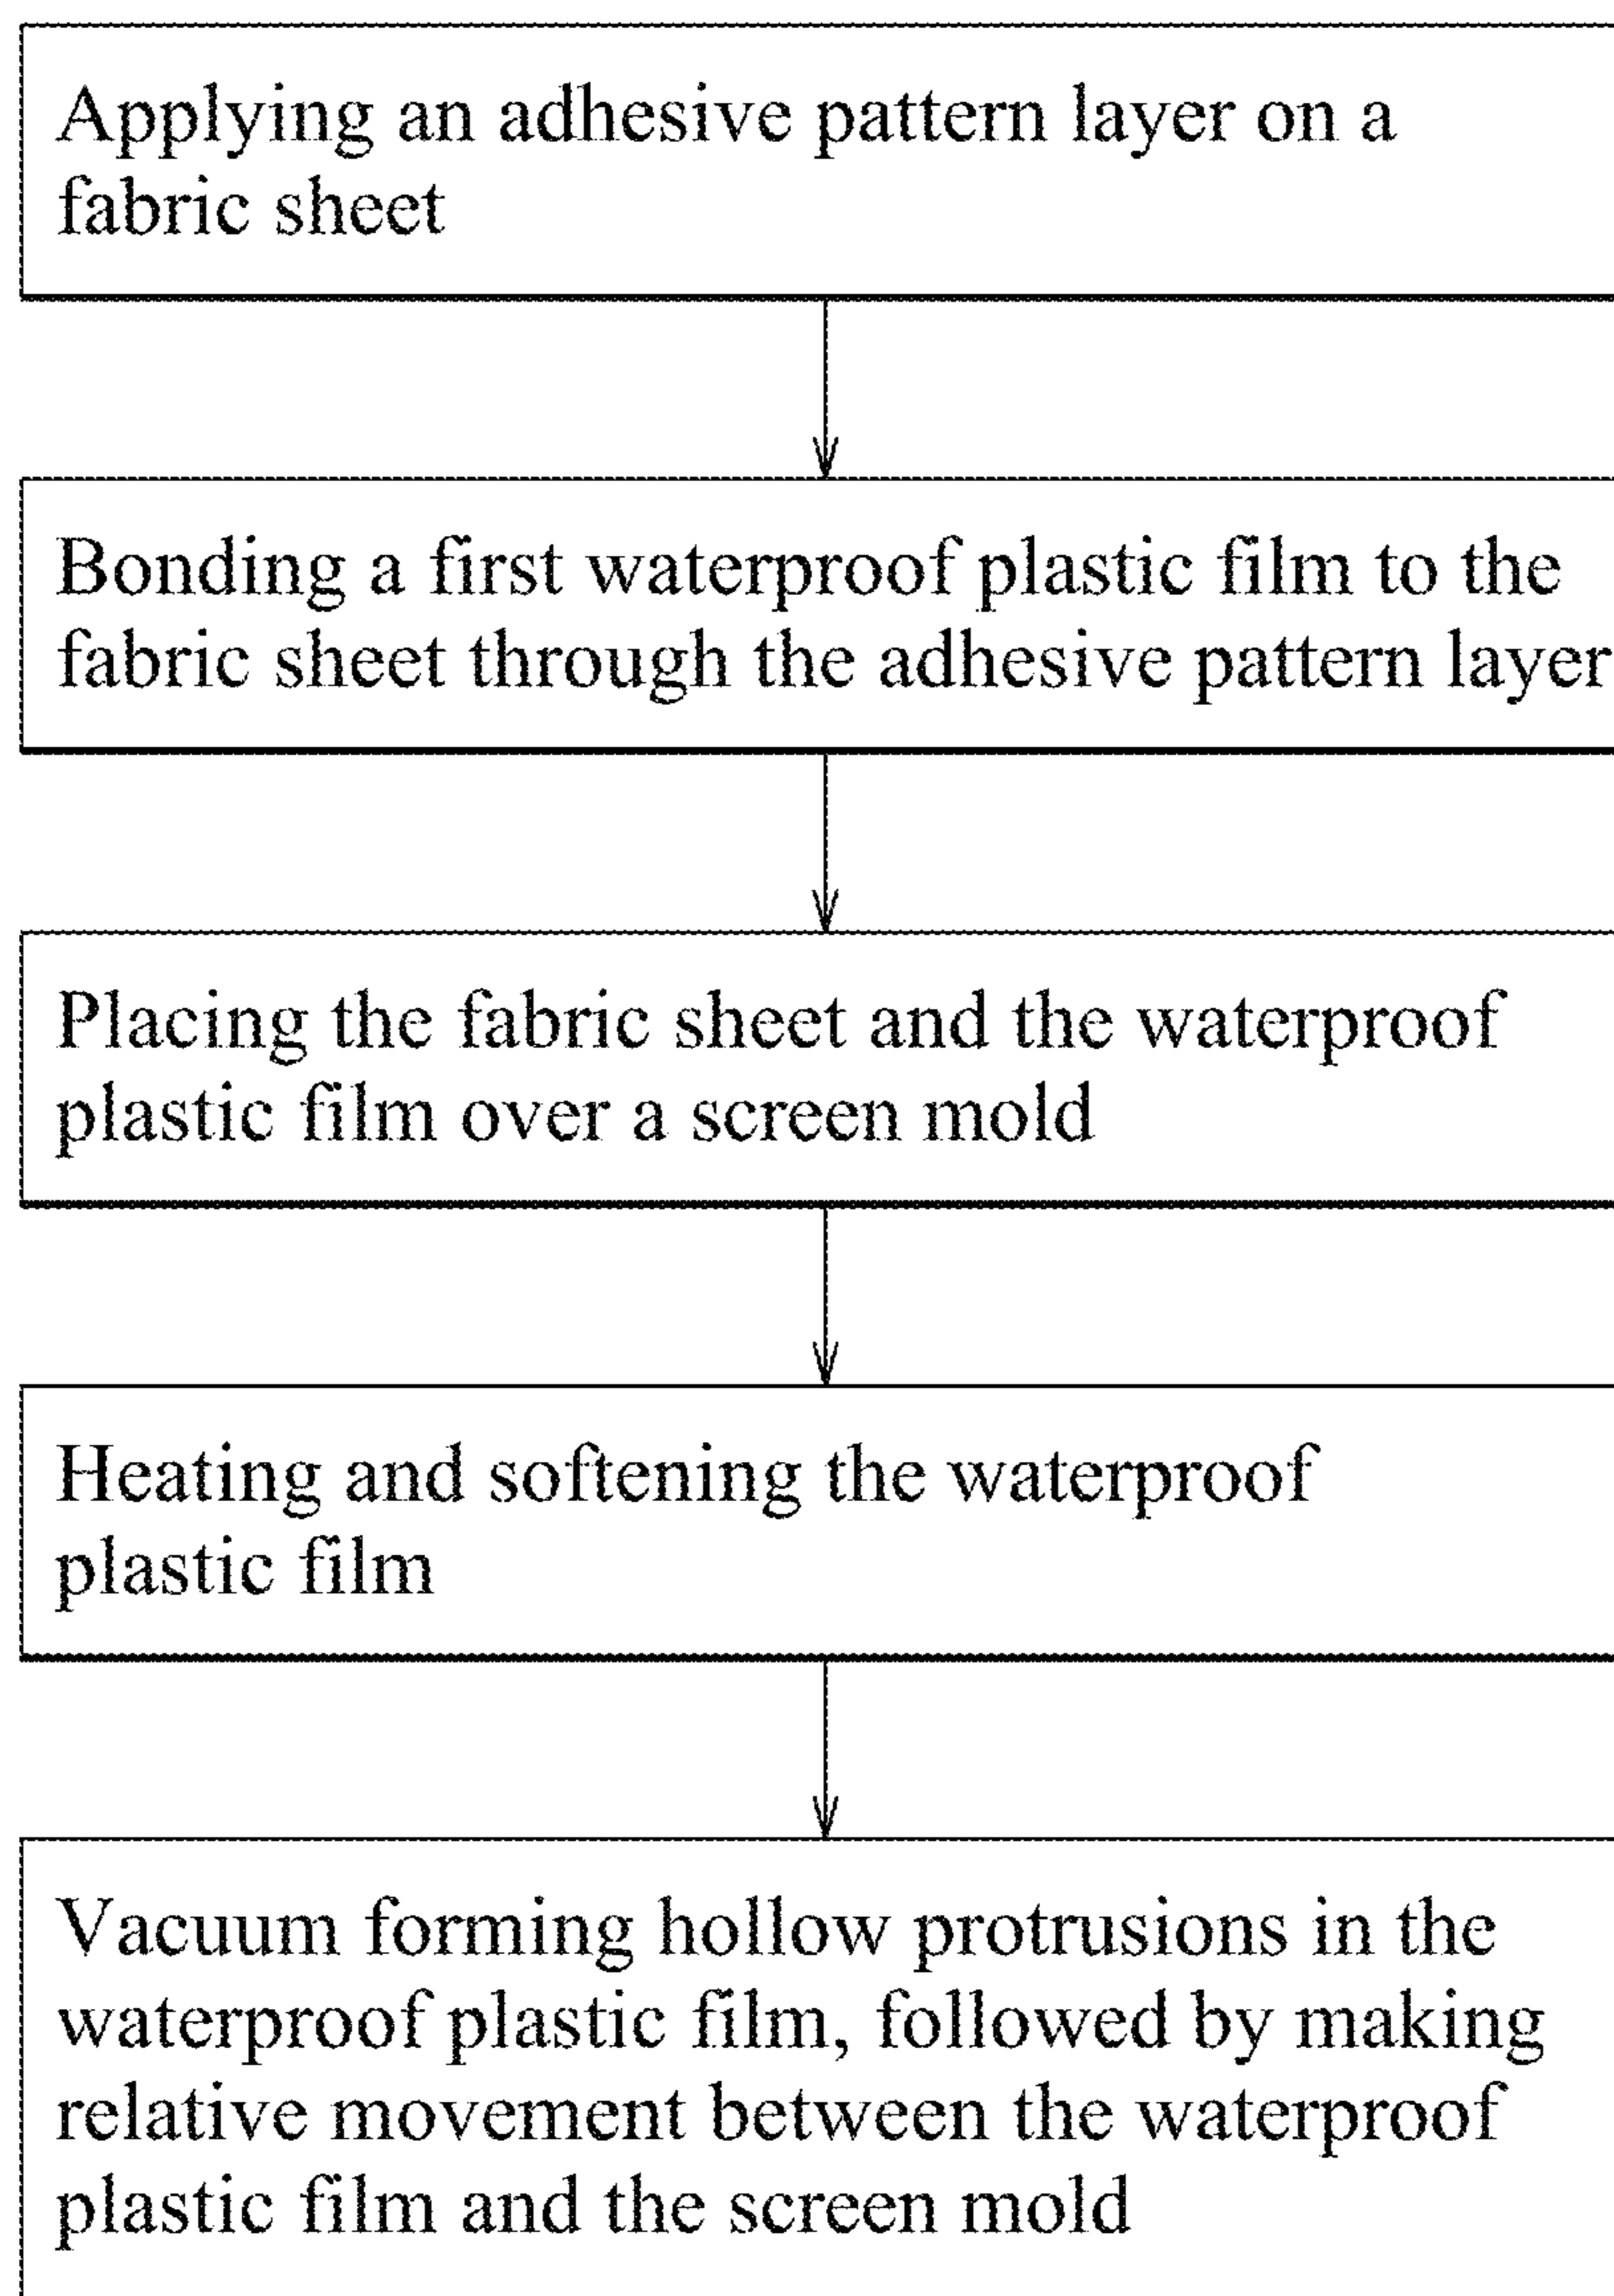 Applying an adhesive pattern layer on a
fabric sheet
Bonding a first waterproof plastic film to the
fabric sheet through the adhesive pattern layer
Placing the fabric sheet and the waterproof
plastic film over a screen mold
Heating and softening the waterproof
plastic film
Vacuum forming hollow protrusions in the
waterproof plastic film, followed by making
relative movement between the waterproof
plastic film and the screen mold